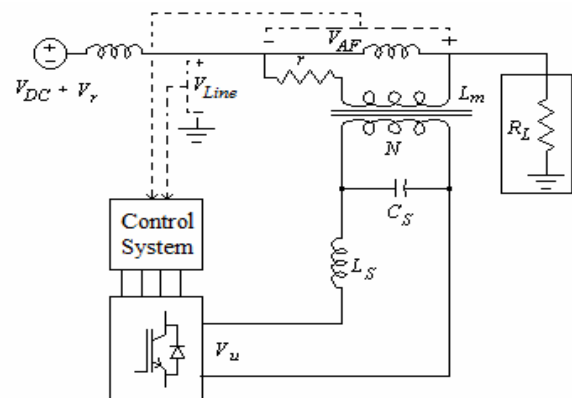 − V_AF +
r
V_DC + V_r
+
V_Line
-
L_m
R_L
N
C_S
Control
System
L_S
V_u